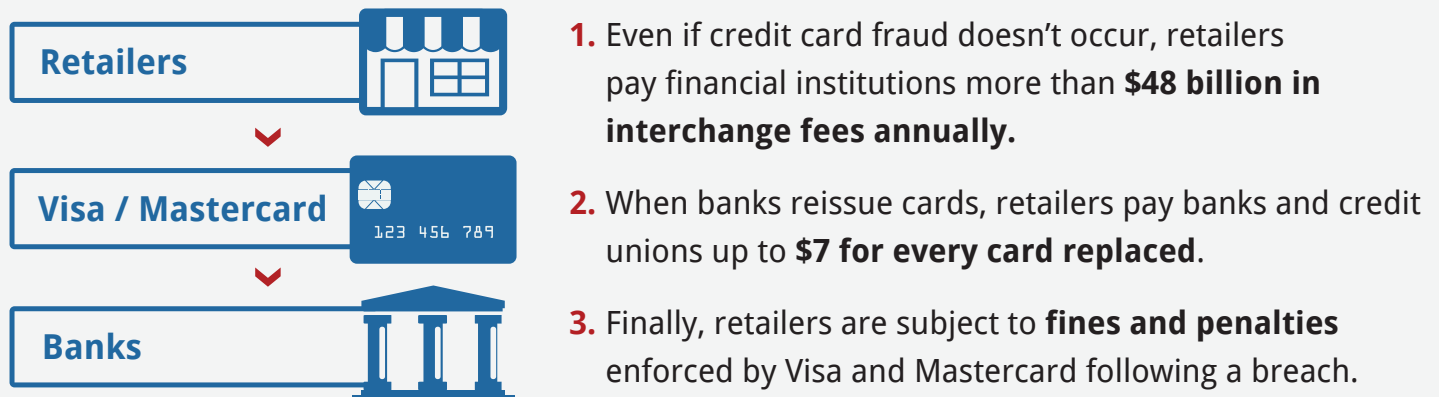 Retailers
Visa / Mastercard
123 456 789
Banks
1. Even if credit card fraud doesn’t occur, retailers
pay financial institutions more than $48 billion in
interchange fees annually.
2. When banks reissue cards, retailers pay banks and credit
unions up to $7 for every card replaced.
3. Finally, retailers are subject to fines and penalties
enforced by Visa and Mastercard following a breach.